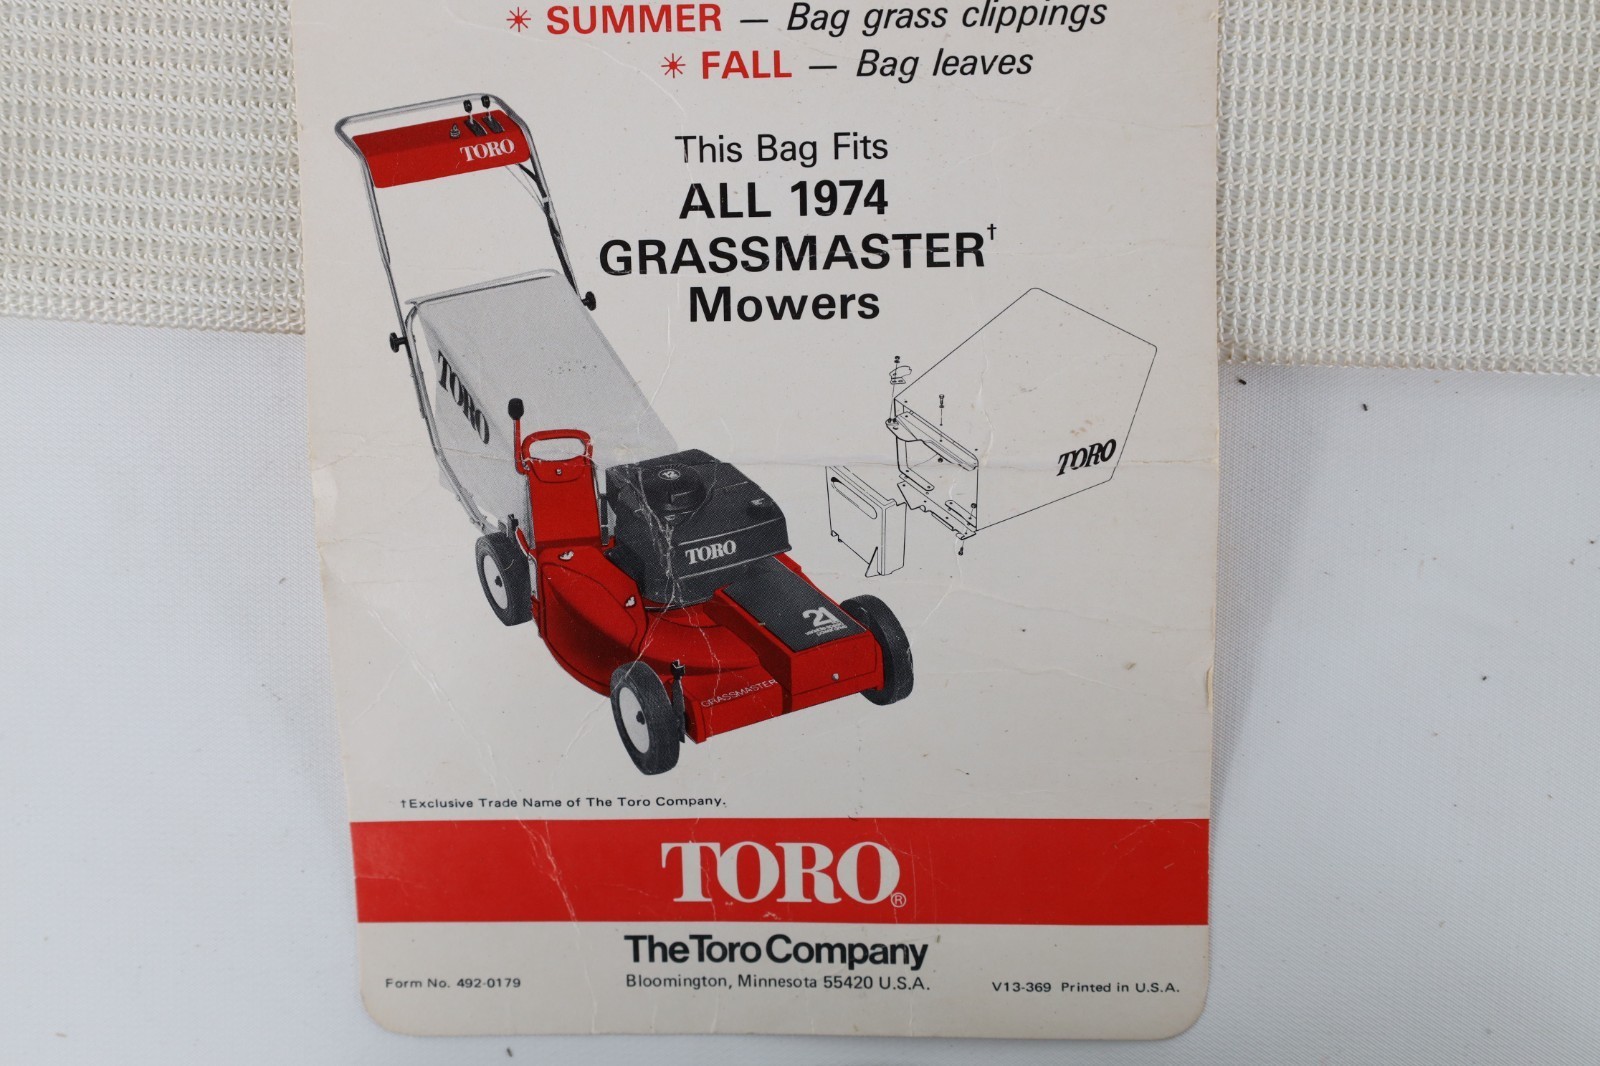 ✳ SUMMER — Bag grass clippings
✳ FALL — Bag leaves
This Bag Fits
ALL 1974
GRASSMASTER†
Mowers
TORO
TORO
TORO
12
TORO
21
GRASSMASTER
†Exclusive Trade Name of The Toro Company.
TORO®
The Toro Company
Bloomington, Minnesota 55420 U.S.A.
Form No. 492-0179
V13-369 Printed in U.S.A.